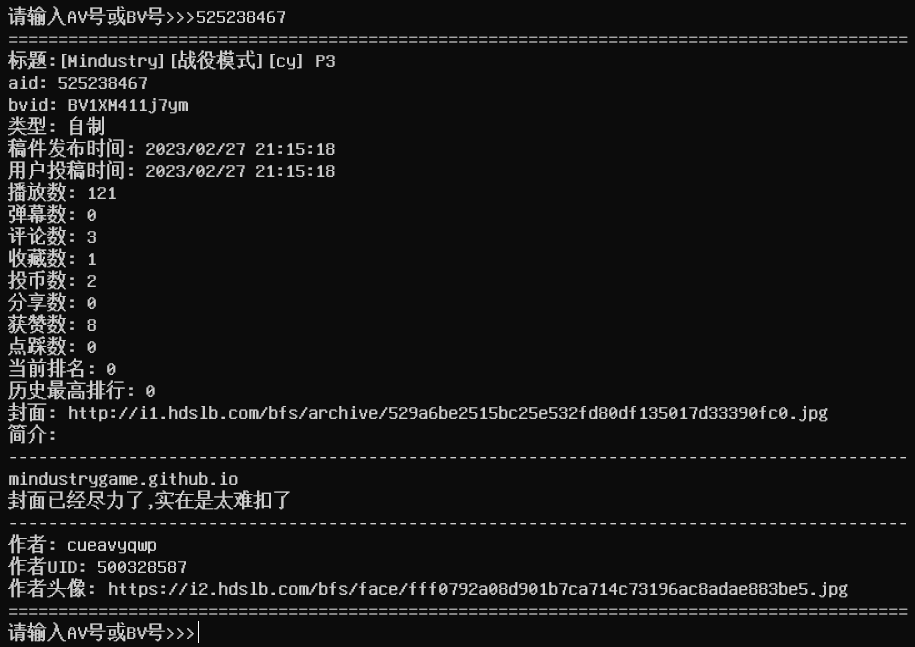 请输入AV号或BV号>>>525238467
==========================================================================================
标题:[Mindustry][战役模式][cy] P3
aid: 525238467
bvid: BV1XM411j7ym
类型: 自制
稿件发布时间: 2023/02/27 21:15:18
用户投稿时间: 2023/02/27 21:15:18
播放数: 121
弹幕数: 0
评论数: 3
收藏数: 1
投币数: 2
分享数: 0
获赞数: 8
点踩数: 0
当前排名: 0
历史最高排行: 0
封面: http://i1.hdslb.com/bfs/archive/529a6be2515bc25e532fd80df135017d33390fc0.jpg
简介:
------------------------------------------------------------------------------------------
mindustrygame.github.io
封面已经尽力了,实在是太难扣了
------------------------------------------------------------------------------------------
作者: cueavyqwp
作者UID: 500328587
作者头像: https://i2.hdslb.com/bfs/face/fff0792a08d901b7ca714c73196ac8adae883be5.jpg
==========================================================================================
请输入AV号或BV号>>>